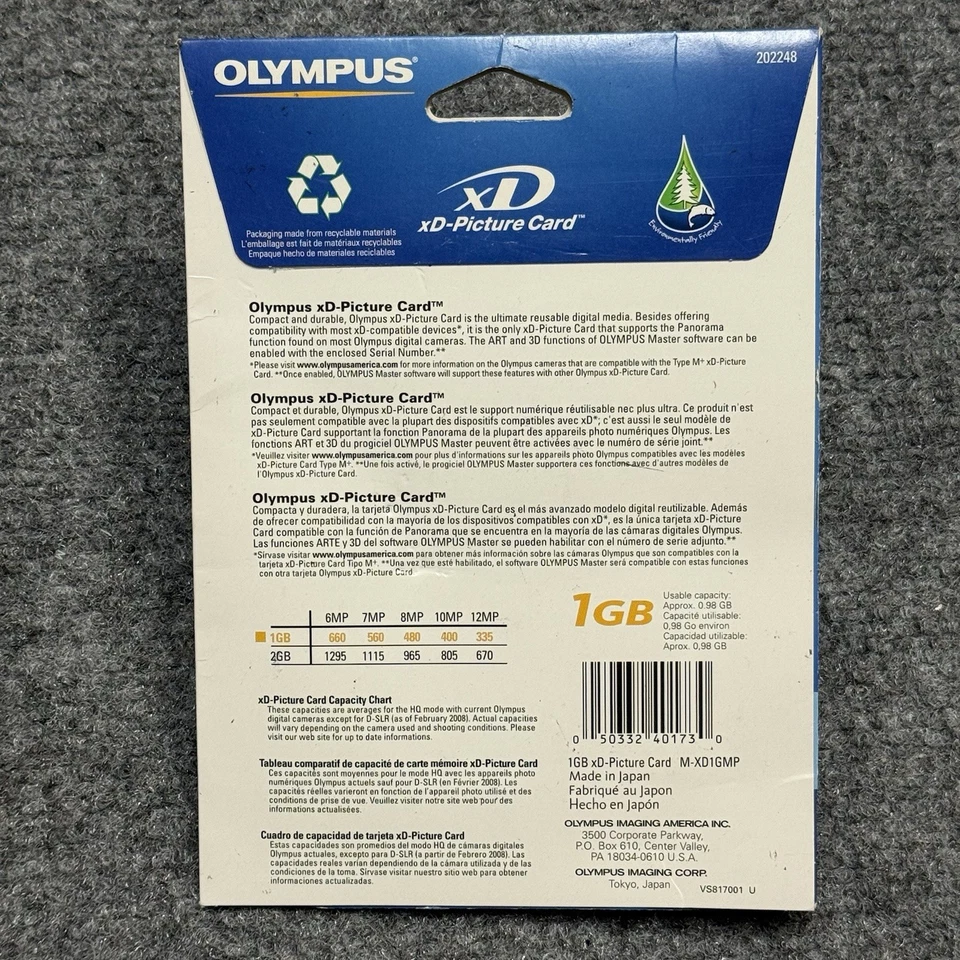 OLYMPUS®
202248
xD
xD-Picture Card™
Environmentally Friendly
Packaging made from recyclable materials
L'emballage est fait de matériaux recyclables
Empaque hecho de materiales reciclables
Olympus xD-Picture Card™
Compact and durable, Olympus xD-Picture Card is the ultimate reusable digital media. Besides offering
compatibility with most xD-compatible devices*, it is the only xD-Picture Card that supports the Panorama
function found on most Olympus digital cameras. The ART and 3D functions of OLYMPUS Master software can be
enabled with the enclosed Serial Number.**
*Please visit www.olympusamerica.com for more information on the Olympus cameras that are compatible with the Type M+ xD-Picture
Card. **Once enabled, OLYMPUS Master software will support these features with other Olympus xD-Picture Card.
Olympus xD-Picture Card™
Compact et durable, Olympus xD-Picture Card est le support numérique réutilisable nec plus ultra. Ce produit n'est
pas seulement compatible avec la plupart des dispositifs compatibles avec xD*; c'est aussi le seul modèle de
xD-Picture Card supportant la fonction Panorama de la plupart des appareils photo numériques Olympus. Les
fonctions ART et 3D du progiciel OLYMPUS Master peuvent être activées avec le numéro de série joint.**
*Veuillez visiter www.olympusamerica.com pour plus d'informations sur les appareils photo Olympus compatibles avec les modèles
xD-Picture Card Type M+. **Une fois activé, le progiciel OLYMPUS Master supportera ces fonctions avec d'autres modèles de
l'Olympus xD-Picture Card.
Olympus xD-Picture Card™
Compacta y duradera, la tarjeta Olympus xD-Picture Card es el más avanzado modelo digital reutilizable. Además
de ofrecer compatibilidad con la mayoría de los dispositivos compatibles con xD*, es la única tarjeta xD-Picture
Card compatible con la función de Panorama que se encuentra en la mayoría de las cámaras digitales Olympus.
Las funciones ARTE y 3D del software OLYMPUS Master se pueden habilitar con el número de serie adjunto.**
*Sírvase visitar www.olympusamerica.com para obtener más información sobre las cámaras Olympus que son compatibles con la
tarjeta xD-Picture Card Tipo M+. **Una vez que esté habilitado, el software OLYMPUS Master será compatible con estas funciones
con otra tarjeta Olympus xD-Picture Card
6MP 7MP 8MP 10MP 12MP
1GB 660 560 480 400 335
2GB 1295 1115 965 805 670
1GB
Usable capacity:
Approx. 0.98 GB
Capacité utilisable:
0,98 Go environ
Capacidad utilizable:
Aprox. 0,98 GB
xD-Picture Card Capacity Chart
These capacities are averages for the HQ mode with current Olympus
digital cameras except for D-SLR (as of February 2008). Actual capacities
will vary depending on the camera used and shooting conditions. Please
visit our web site for up to date informations.
Tableau comparatif de capacité de carte mémoire xD-Picture Card
Ces capacités sont moyennes pour le mode HQ avec les appareils photo
numériques Olympus actuels sauf pour D-SLR (en Février 2008). Les
capacités réelles varieront en fonction de l'appareil photo utilisé et des
conditions de prise de vue. Veuillez visiter notre site web pour des
informations actualisées.
Cuadro de capacidad de tarjeta xD-Picture Card
Estas capacidades son promedios del modo HQ de cámaras digitales
Olympus actuales, excepto para D-SLR (a partir de Febrero 2008). Las
capacidades reales varían dependiendo de la cámara utilizada y de las
condiciones de la toma. Sírvase visitar nuestro sitio web para obtener
informaciones actualizadas.
0 50332 40173 0
1GB xD-Picture Card M-XD1GMP
Made in Japan
Fabriqué au Japon
Hecho en Japón
OLYMPUS IMAGING AMERICA INC.
3500 Corporate Parkway,
P.O. Box 610, Center Valley,
PA 18034-0610 U.S.A.
OLYMPUS IMAGING CORP.
Tokyo, Japan
VS817001 U